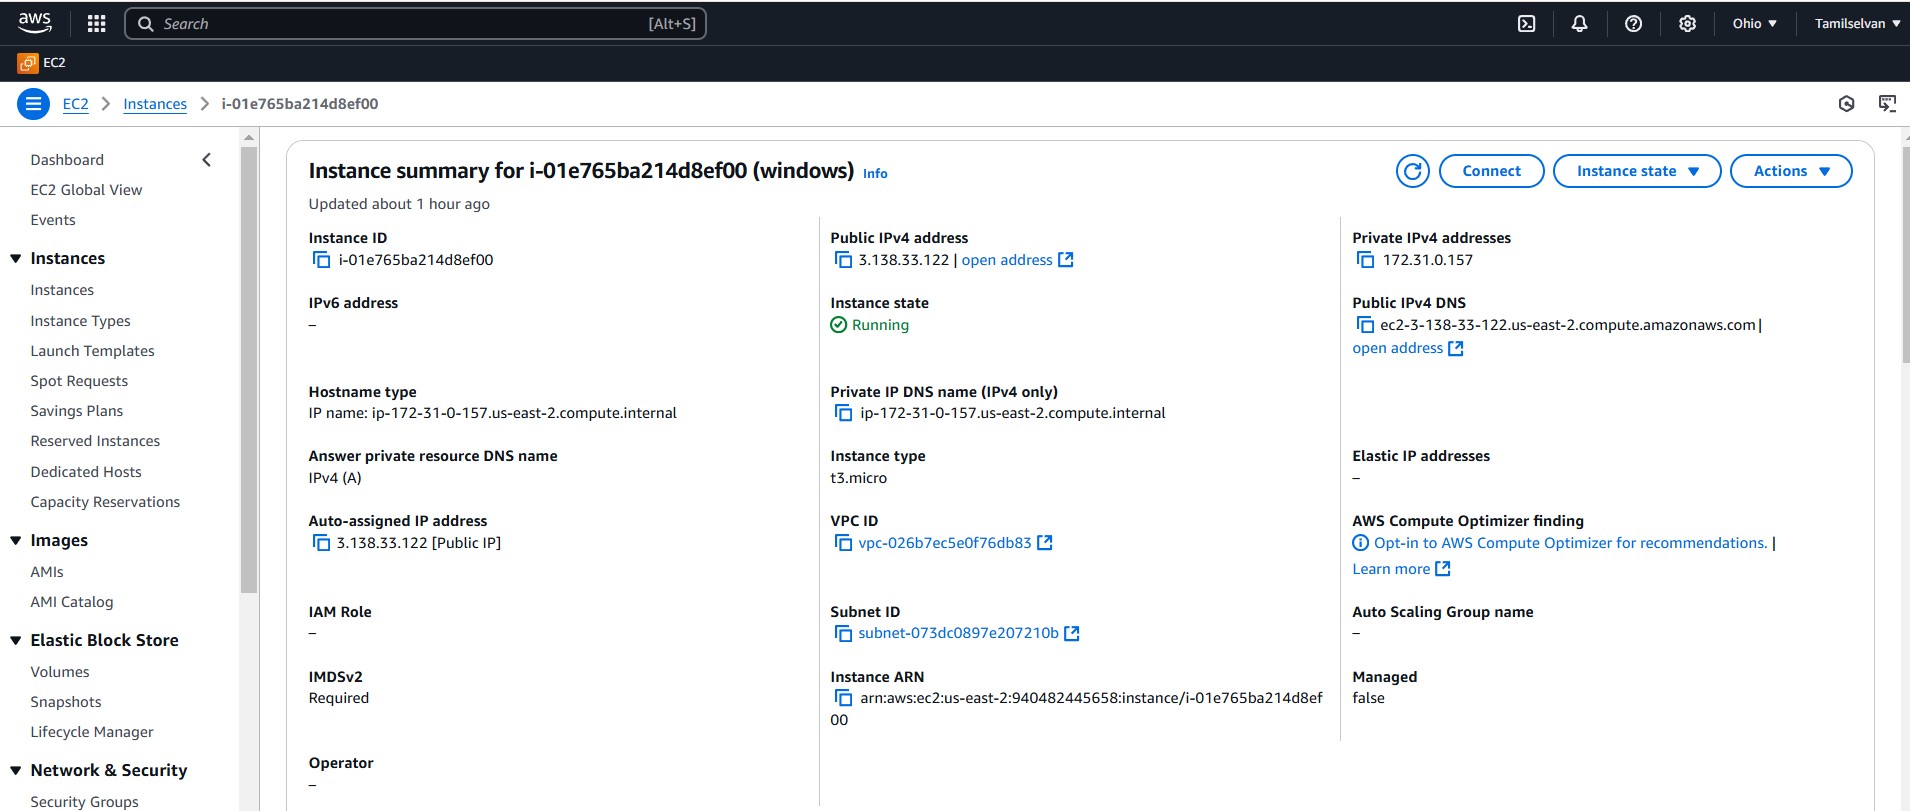 aws
Search [Alt+S]
Ohio ▼
Tamilselvan ▼
EC2
EC2 > Instances > i-01e765ba214d8ef00
Dashboard
EC2 Global View
Events
Instances
Instances
Instance Types
Launch Templates
Spot Requests
Savings Plans
Reserved Instances
Dedicated Hosts
Capacity Reservations
Images
AMIs
AMI Catalog
Elastic Block Store
Volumes
Snapshots
Lifecycle Manager
Network & Security
Security Groups
Instance summary for i-01e765ba214d8ef00 (windows) Info
Updated about 1 hour ago
Connect
Instance state ▼
Actions ▼
Instance ID
i-01e765ba214d8ef00
Public IPv4 address
3.138.33.122 | open address
Private IPv4 addresses
172.31.0.157
IPv6 address
–
Instance state
Running
Public IPv4 DNS
ec2-3-138-33-122.us-east-2.compute.amazonaws.com |
open address
Hostname type
IP name: ip-172-31-0-157.us-east-2.compute.internal
Private IP DNS name (IPv4 only)
ip-172-31-0-157.us-east-2.compute.internal
Answer private resource DNS name
IPv4 (A)
Instance type
t3.micro
Elastic IP addresses
–
Auto-assigned IP address
3.138.33.122 [Public IP]
VPC ID
vpc-026b7ec5e0f76db83
AWS Compute Optimizer finding
Opt-in to AWS Compute Optimizer for recommendations. |
Learn more
IAM Role
–
Subnet ID
subnet-073dc0897e207210b
Auto Scaling Group name
–
IMDSv2
Required
Instance ARN
arn:aws:ec2:us-east-2:940482445658:instance/i-01e765ba214d8ef
00
Managed
false
Operator
–